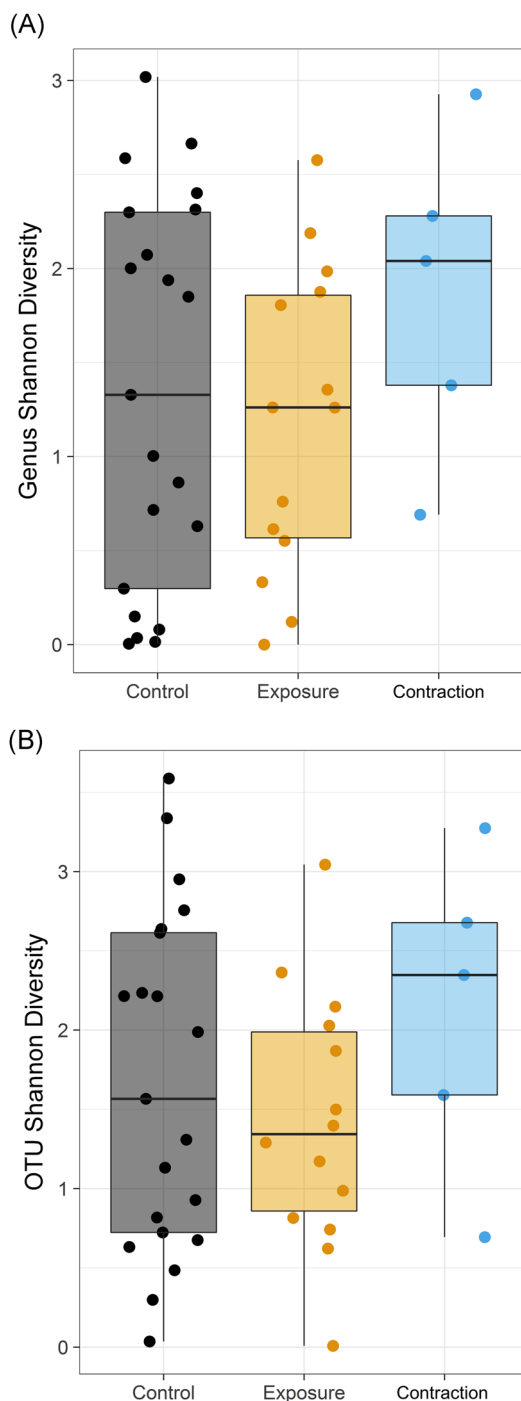 (A)
Genus Shannon Diversity
3
2
1
0
Control Exposure Contraction
(B)
OTU Shannon Diversity
3
2
1
0
Control Exposure Contraction